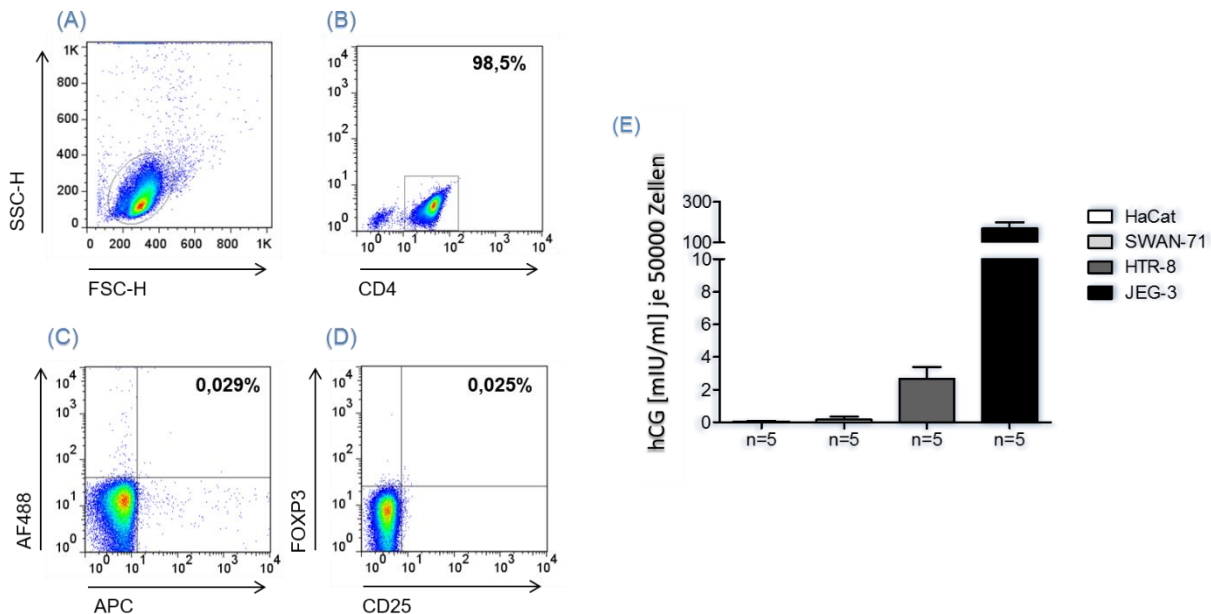 (A)
1K
800
600
400
200
0
0 200 400 600 800 1K
SSC-H
FSC-H
(B)
98,5%
10^4
10^3
10^2
10^1
10^0
10^0 10^1 10^2 10^3 10^4
CD4
(C)
0,029%
10^4
10^3
10^2
10^1
10^0
0 10^1 10^2 10^3 10^4
AF488
APC
(D)
0,025%
10^4
10^3
10^2
10^1
10^0
0 10^1 10^2 10^3 10^4
FOXP3
CD25
(E)
hCG [mIU/ml] je 50000 Zellen
300
100
10
8
6
4
2
0
n=5 n=5 n=5 n=5
HaCat
SWAN-71
HTR-8
JEG-3